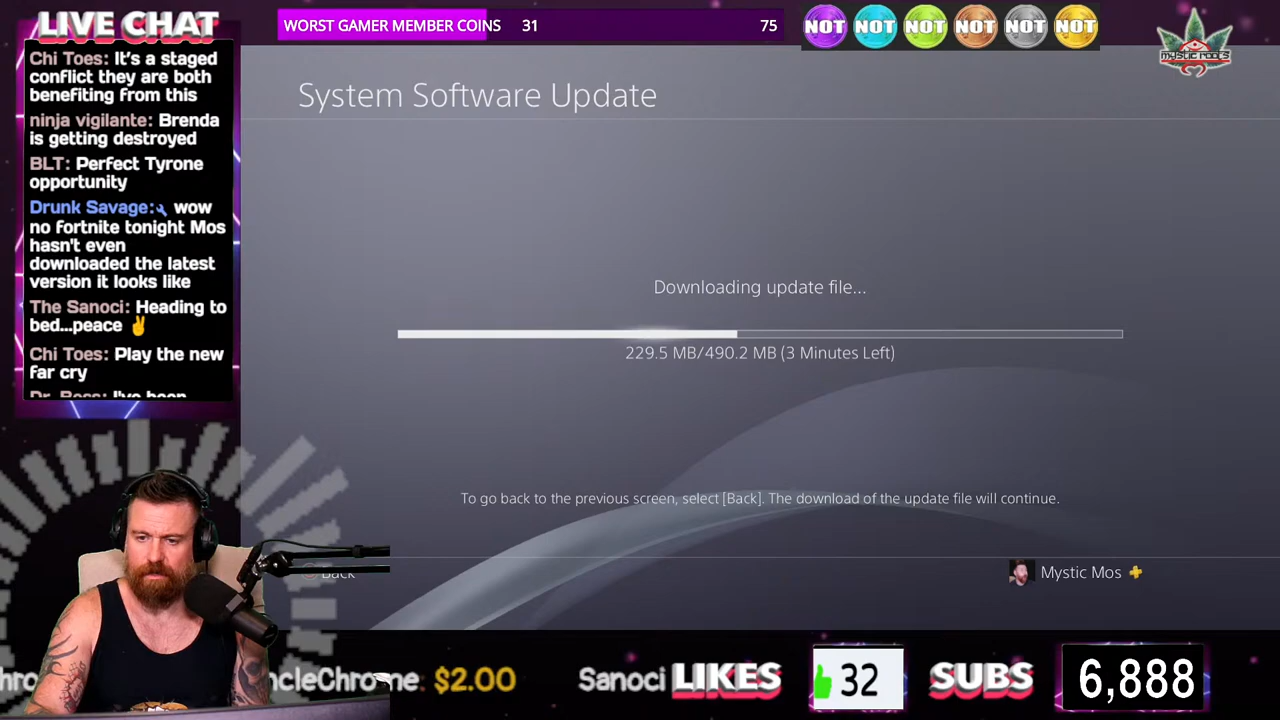 LIVE CHAT
WORST GAMER MEMBER COINS 31 75
NOT NOT NOT NOT NOT NOT
MYSTIC ROOTS
Chi Toes: It's a staged
conflict they are both
benefiting from this
ninja vigilante: Brenda
is getting destroyed
BLT: Perfect Tyrone
opportunity
Drunk Savage: wow
no fortnite tonight Mos
hasn't even
downloaded the latest
version it looks like
The Sanoci: Heading to
bed...peace ✌
Chi Toes: Play the new
far cry
System Software Update
Downloading update file...
229.5 MB/490.2 MB (3 Minutes Left)
To go back to the previous screen, select [Back]. The download of the update file will continue.
Back
Mystic Mos
$2.00 Sanoci LIKES 32 SUBS 6,888